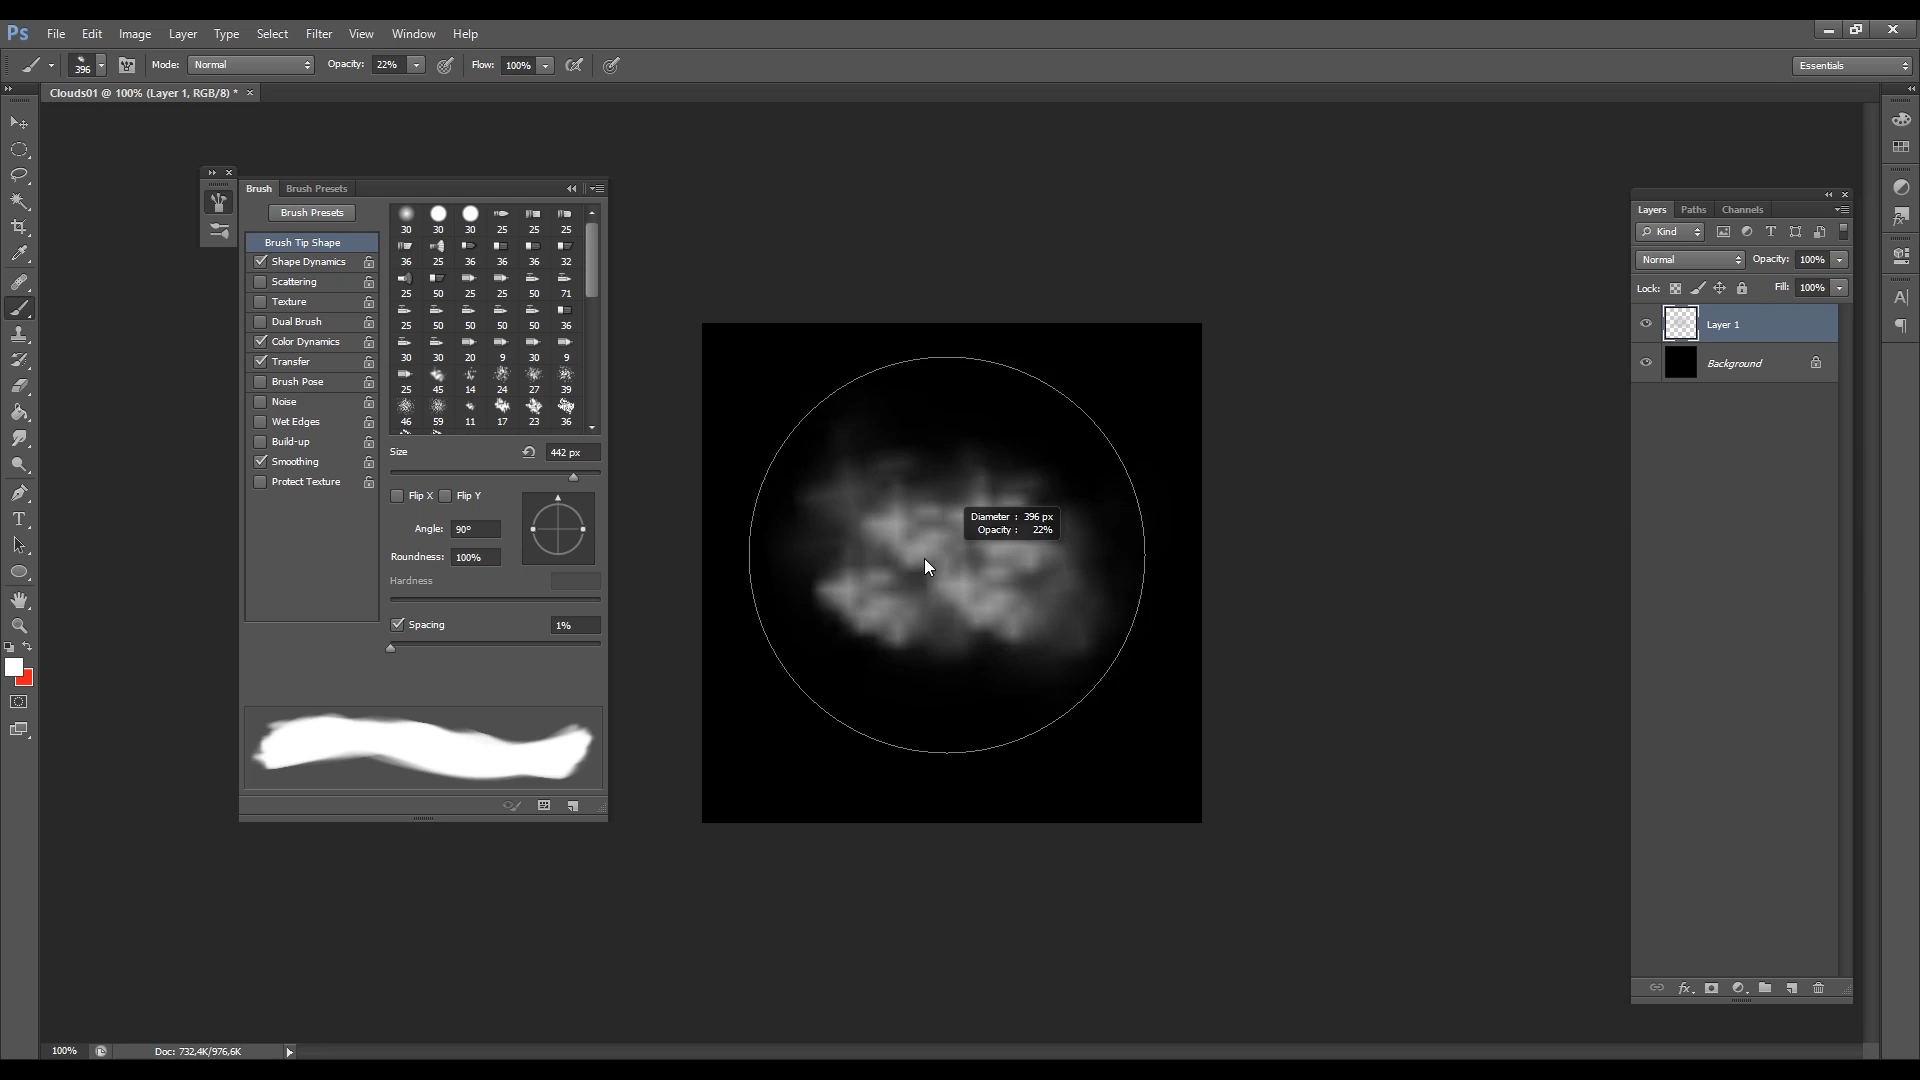 Ps File Edit Image Layer Type Select Filter View Window Help
396 Mode: Normal Opacity: 22% Flow: 100% Essentials
Clouds01 @ 100% (Layer 1, RGB/8) * ×
Brush Brush Presets
Brush Presets
Brush Tip Shape
Shape Dynamics
Scattering
Texture
Dual Brush
Color Dynamics
Transfer
Brush Pose
Noise
Wet Edges
Build-up
Smoothing
Protect Texture
30 30 30 25 25 25
36 25 36 36 36 32
25 50 25 25 50 71
25 50 50 50 50 36
30 30 20 9 30 9
25 45 14 24 27 39
46 59 11 17 23 36
Size 442 px
Flip X Flip Y
Angle: 90º
Roundness: 100%
Hardness
Spacing 1%
Diameter : 396 px
Opacity : 22%
Layers Paths Channels
Kind T
Normal Opacity: 100%
Lock: Fill: 100%
Layer 1
Background
fx
T
A
100% Doc: 732,4K/976,6K